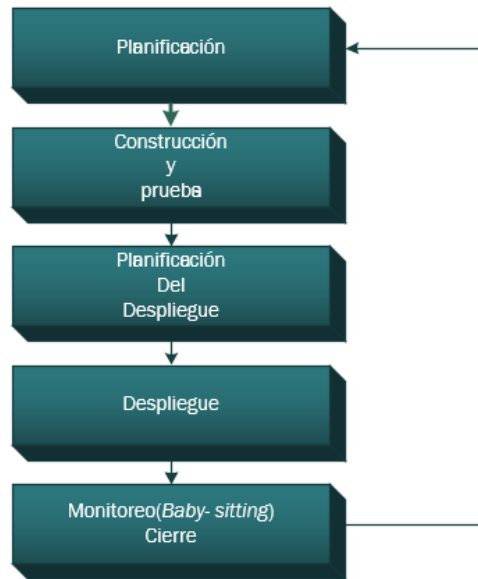 Planificación
Construcción
y
prueba
Planificación
Del
Despliegue
Despliegue
Monitoreo(Baby- sitting)
Cierre